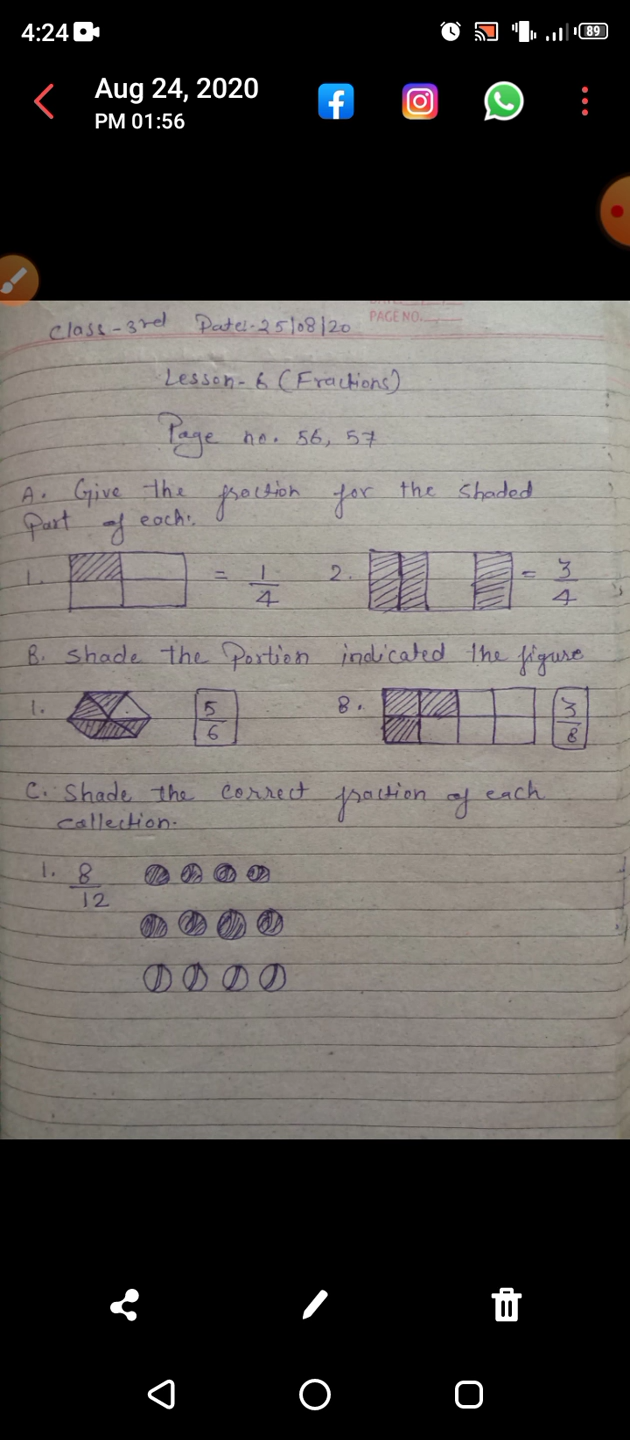 4:24
89
Aug 24, 2020
PM 01:56
PAGE NO.
Class-3rd Date:-25/08/20
Lesson-6 (Fractions)
Page no. 56, 57
A. Give the fraction for the shaded
Part of each:.
1. = 1/4 2. = 3/4
B. Shade the Portion indicated the figure
1. 5/6 8. 3/8
C. Shade the correct fraction of each
collection.
1. 8/12